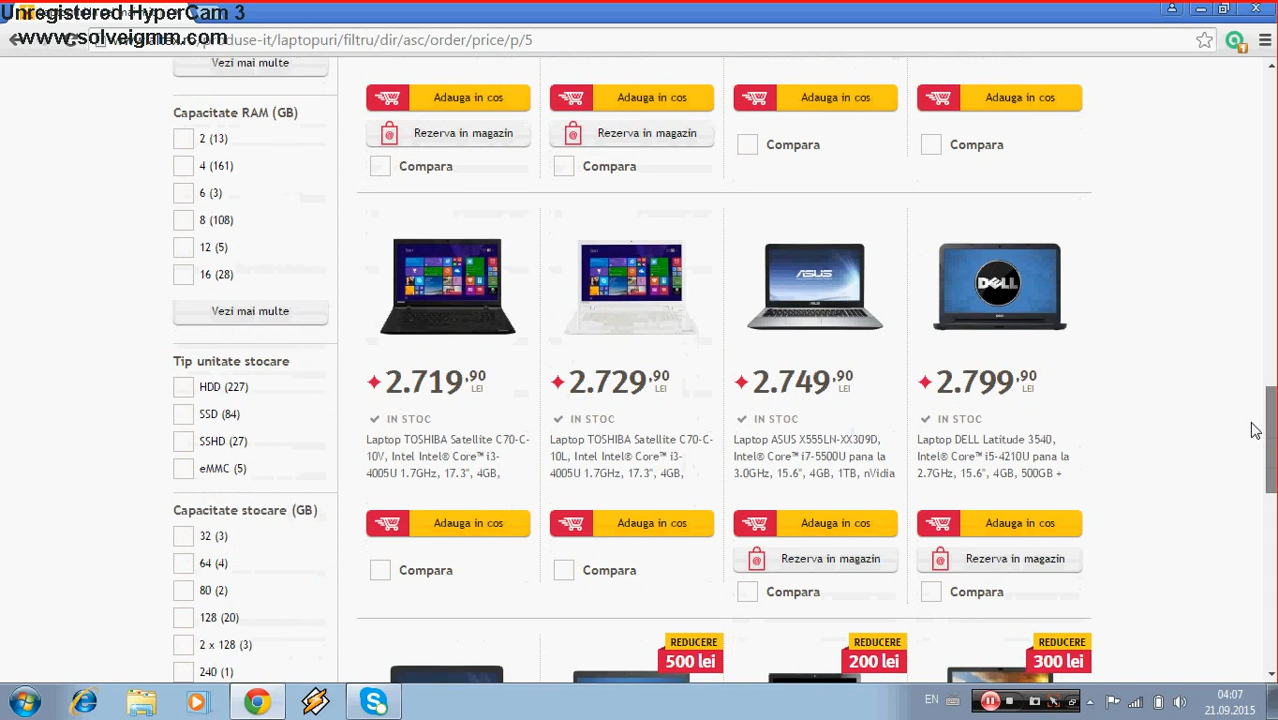 Unregistered HyperCam 3
www.solveigmm.com
/produse-it/laptopuri/filtru/dir/asc/order/price/p/5
Vezi mai multe
Capacitate RAM (GB)
2 (13)
4 (161)
6 (3)
8 (108)
12 (5)
16 (28)
Vezi mai multe
Tip unitate stocare
HDD (227)
SSD (84)
SSHD (27)
eMMC (5)
Capacitate stocare (GB)
32 (3)
64 (4)
80 (2)
128 (20)
2 x 128 (3)
240 (1)
Adauga in cos
Adauga in cos
Adauga in cos
Adauga in cos
Rezerva in magazin
Rezerva in magazin
Compara
Compara
Compara
Compara
ASUS
DELL
2.719,90 LEI
2.729,90 LEI
2.749,90 LEI
2.799,90 LEI
IN STOC
IN STOC
IN STOC
IN STOC
Laptop TOSHIBA Satellite C70-C-
10V, Intel Intel® Core™ i3-
4005U 1.7GHz, 17.3", 4GB,
Laptop TOSHIBA Satellite C70-C-
10L, Intel Intel® Core™ i3-
4005U 1.7GHz, 17.3", 4GB,
Laptop ASUS X555LN-XX309D,
Intel® Core™ i7-5500U pana la
3.0GHz, 15.6", 4GB, 1TB, nVidia
Laptop DELL Latitude 3540,
Intel® Core™ i5-4210U pana la
2.7GHz, 15.6", 4GB, 500GB +
Adauga in cos
Adauga in cos
Adauga in cos
Adauga in cos
Rezerva in magazin
Rezerva in magazin
Compara
Compara
Compara
Compara
REDUCERE
500 lei
REDUCERE
200 lei
REDUCERE
300 lei
EN
04:07
21.09.2015